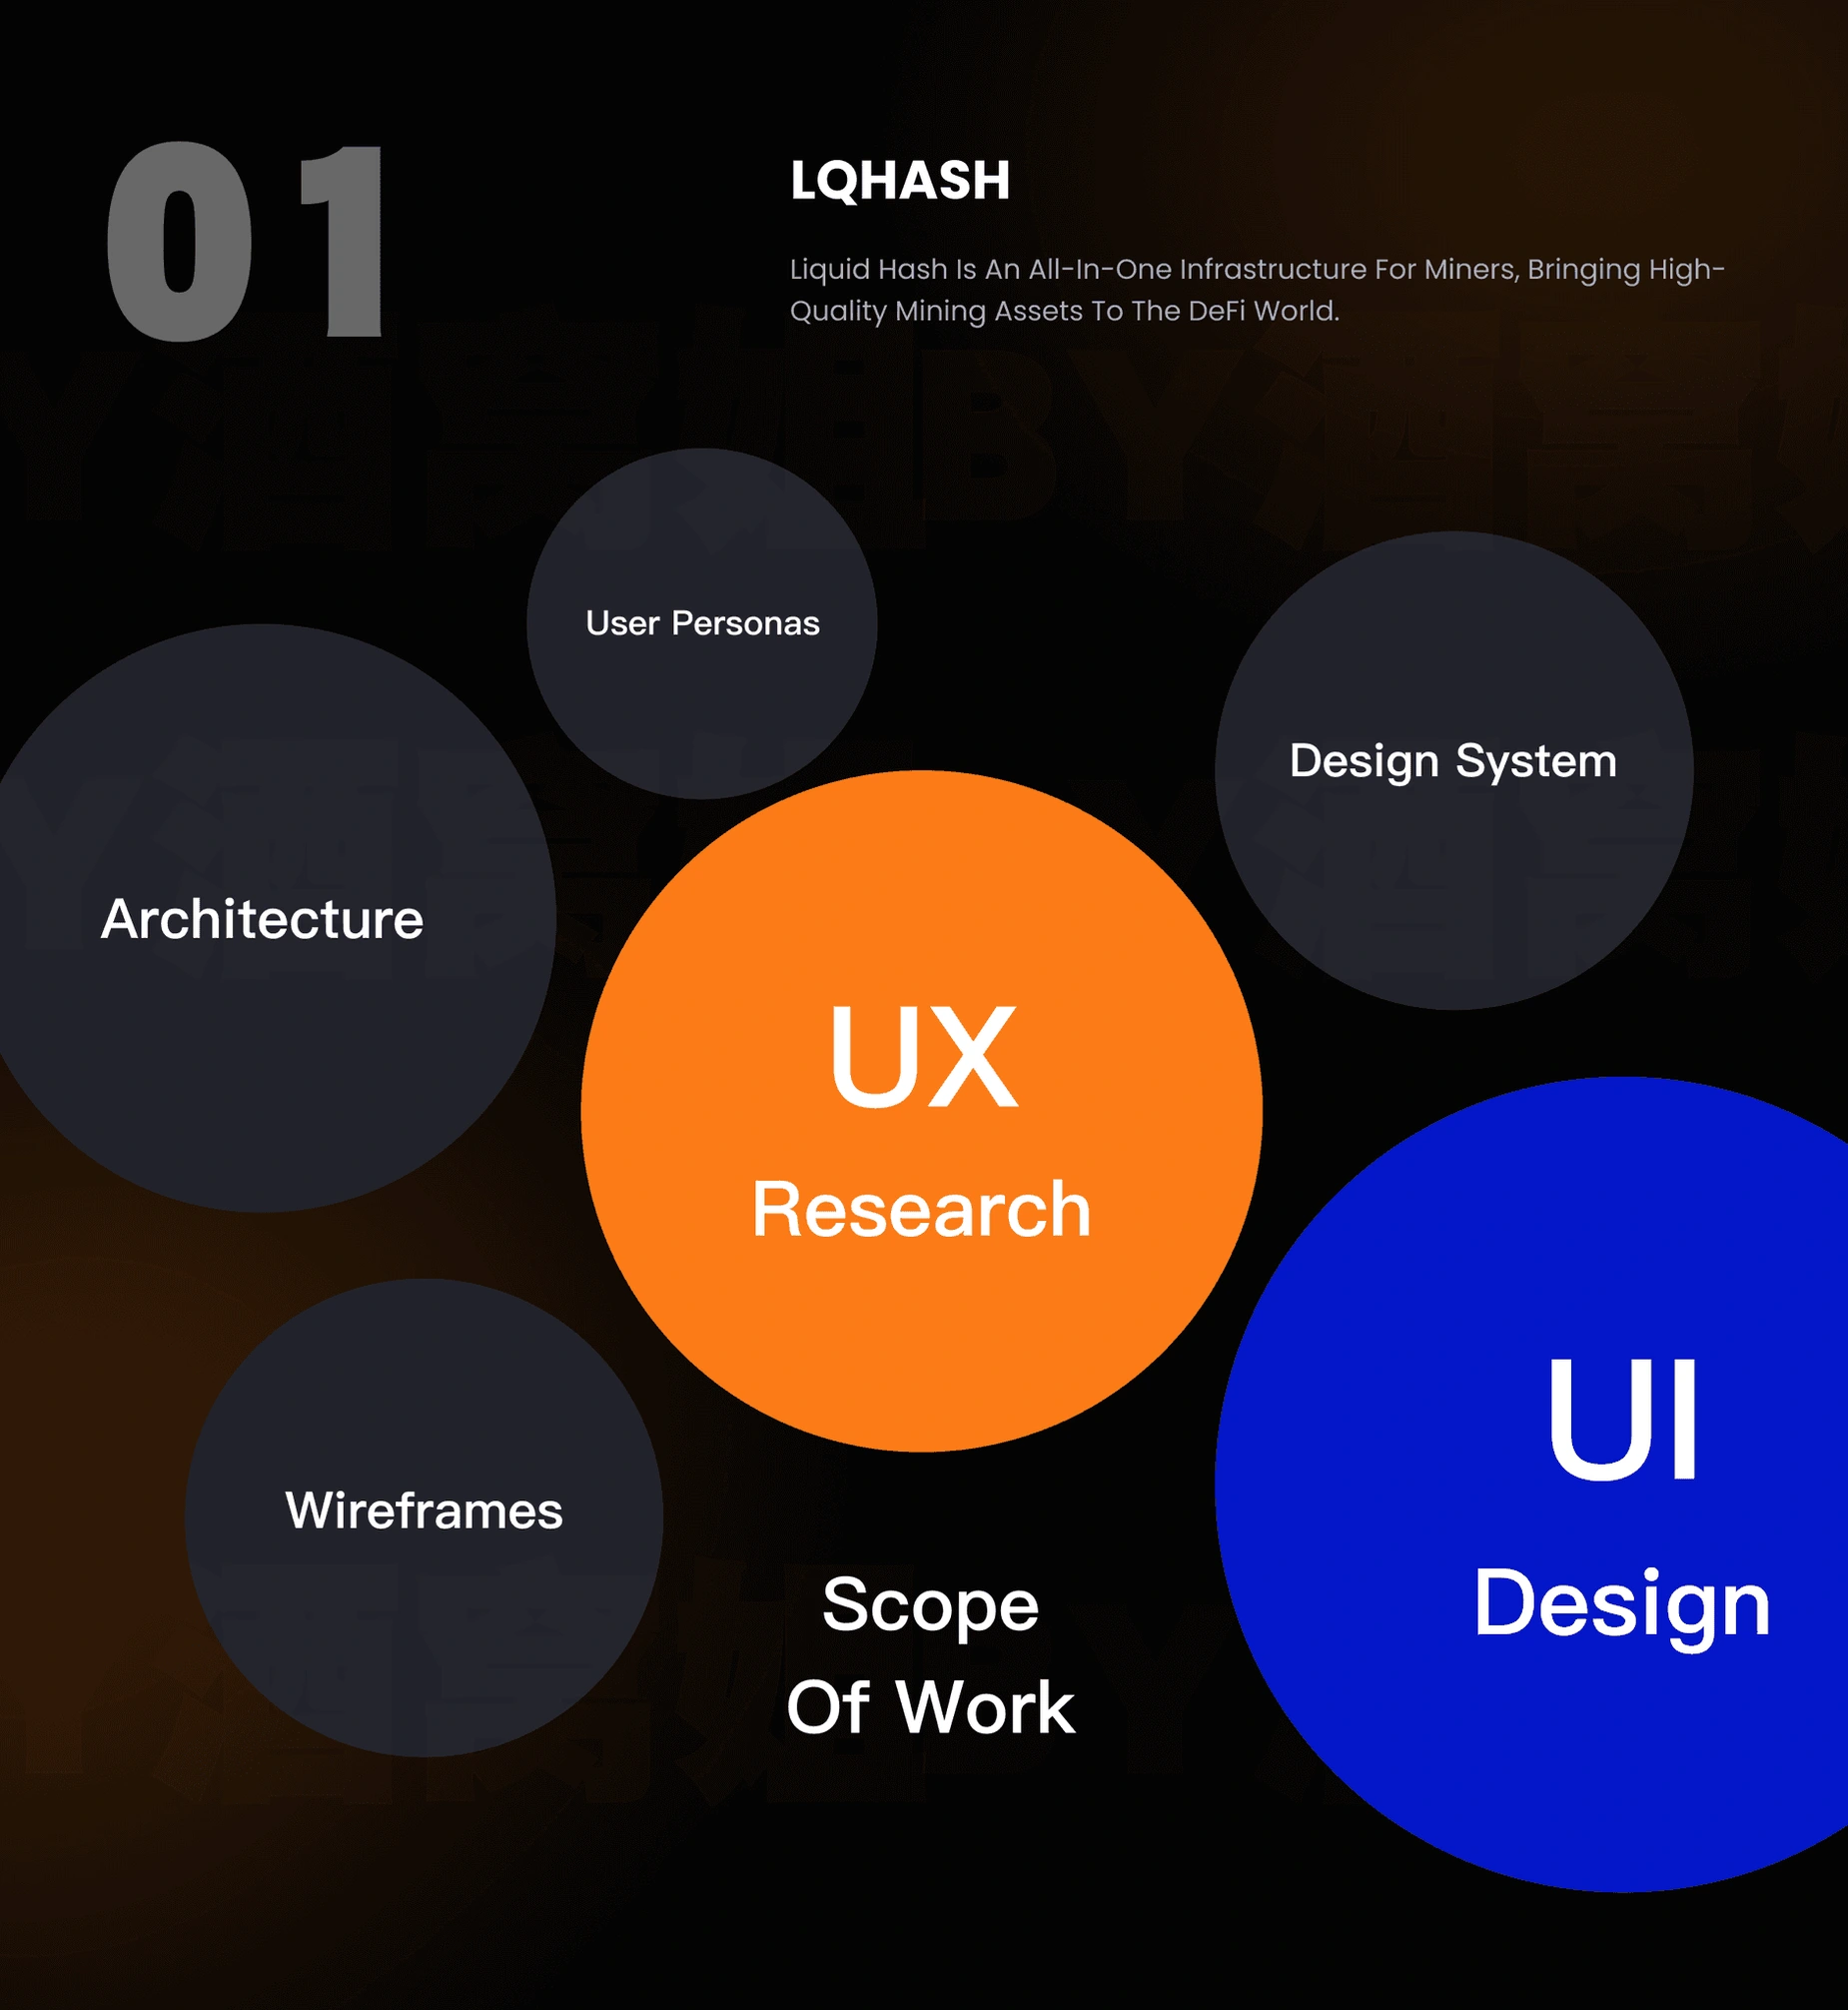 01
LQHASH
Liquid Hash Is An All-In-One Infrastructure For Miners, Bringing High-
Quality Mining Assets To The DeFi World.
User Personas
Design System
Architecture
UX
Research
UI
Design
Wireframes
Scope
Of Work